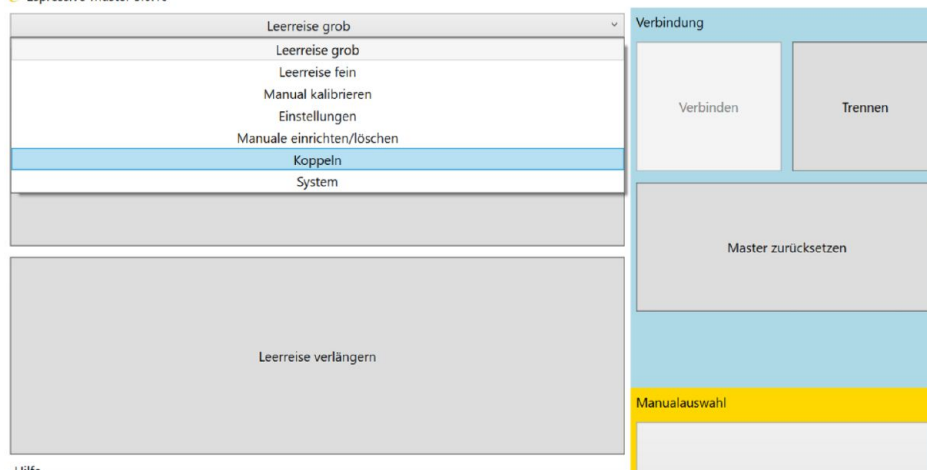 Leerreise grob
Leerreise grob
Leerreise fein
Manual kalibrieren
Einstellungen
Manuale einrichten/löschen
Koppeln
System
Leerreise verlängern
Verbindung
Verbinden
Trennen
Master zurücksetzen
Manualauswahl